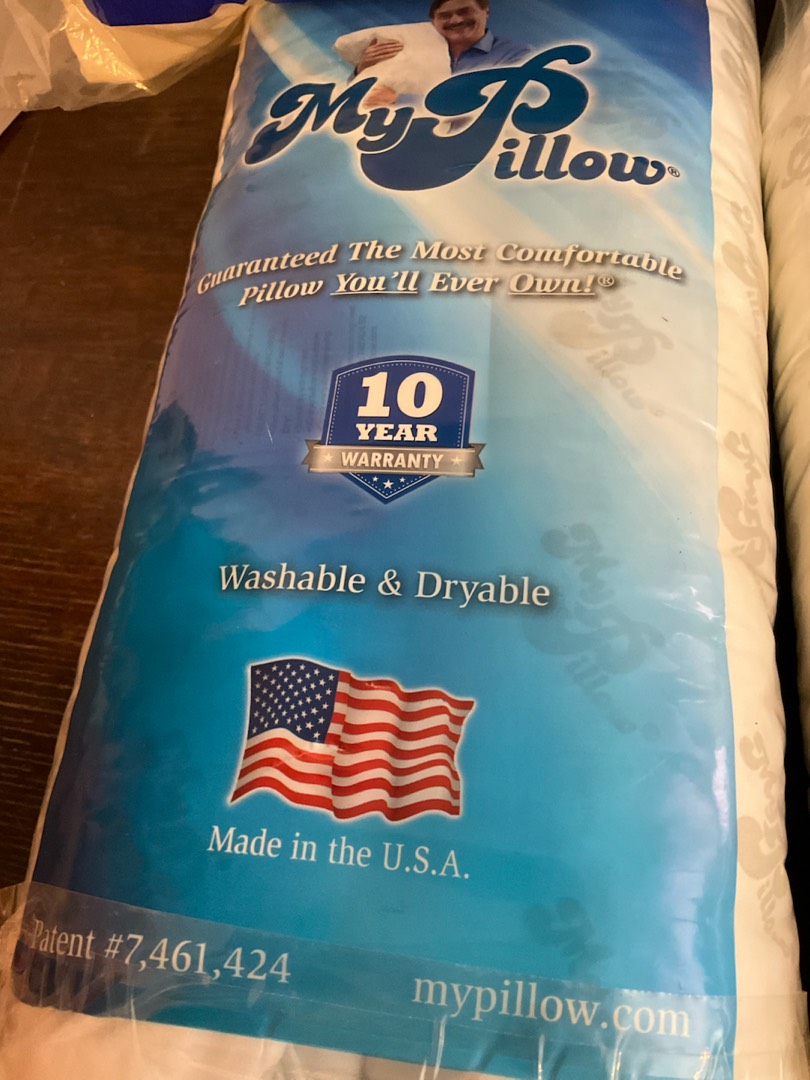 MyPillow®
Guaranteed The Most Comfortable
Pillow You'll Ever Own!®
10
YEAR
WARRANTY
Washable & Dryable
Made in the U.S.A.
Patent #7,461,424
mypillow.com